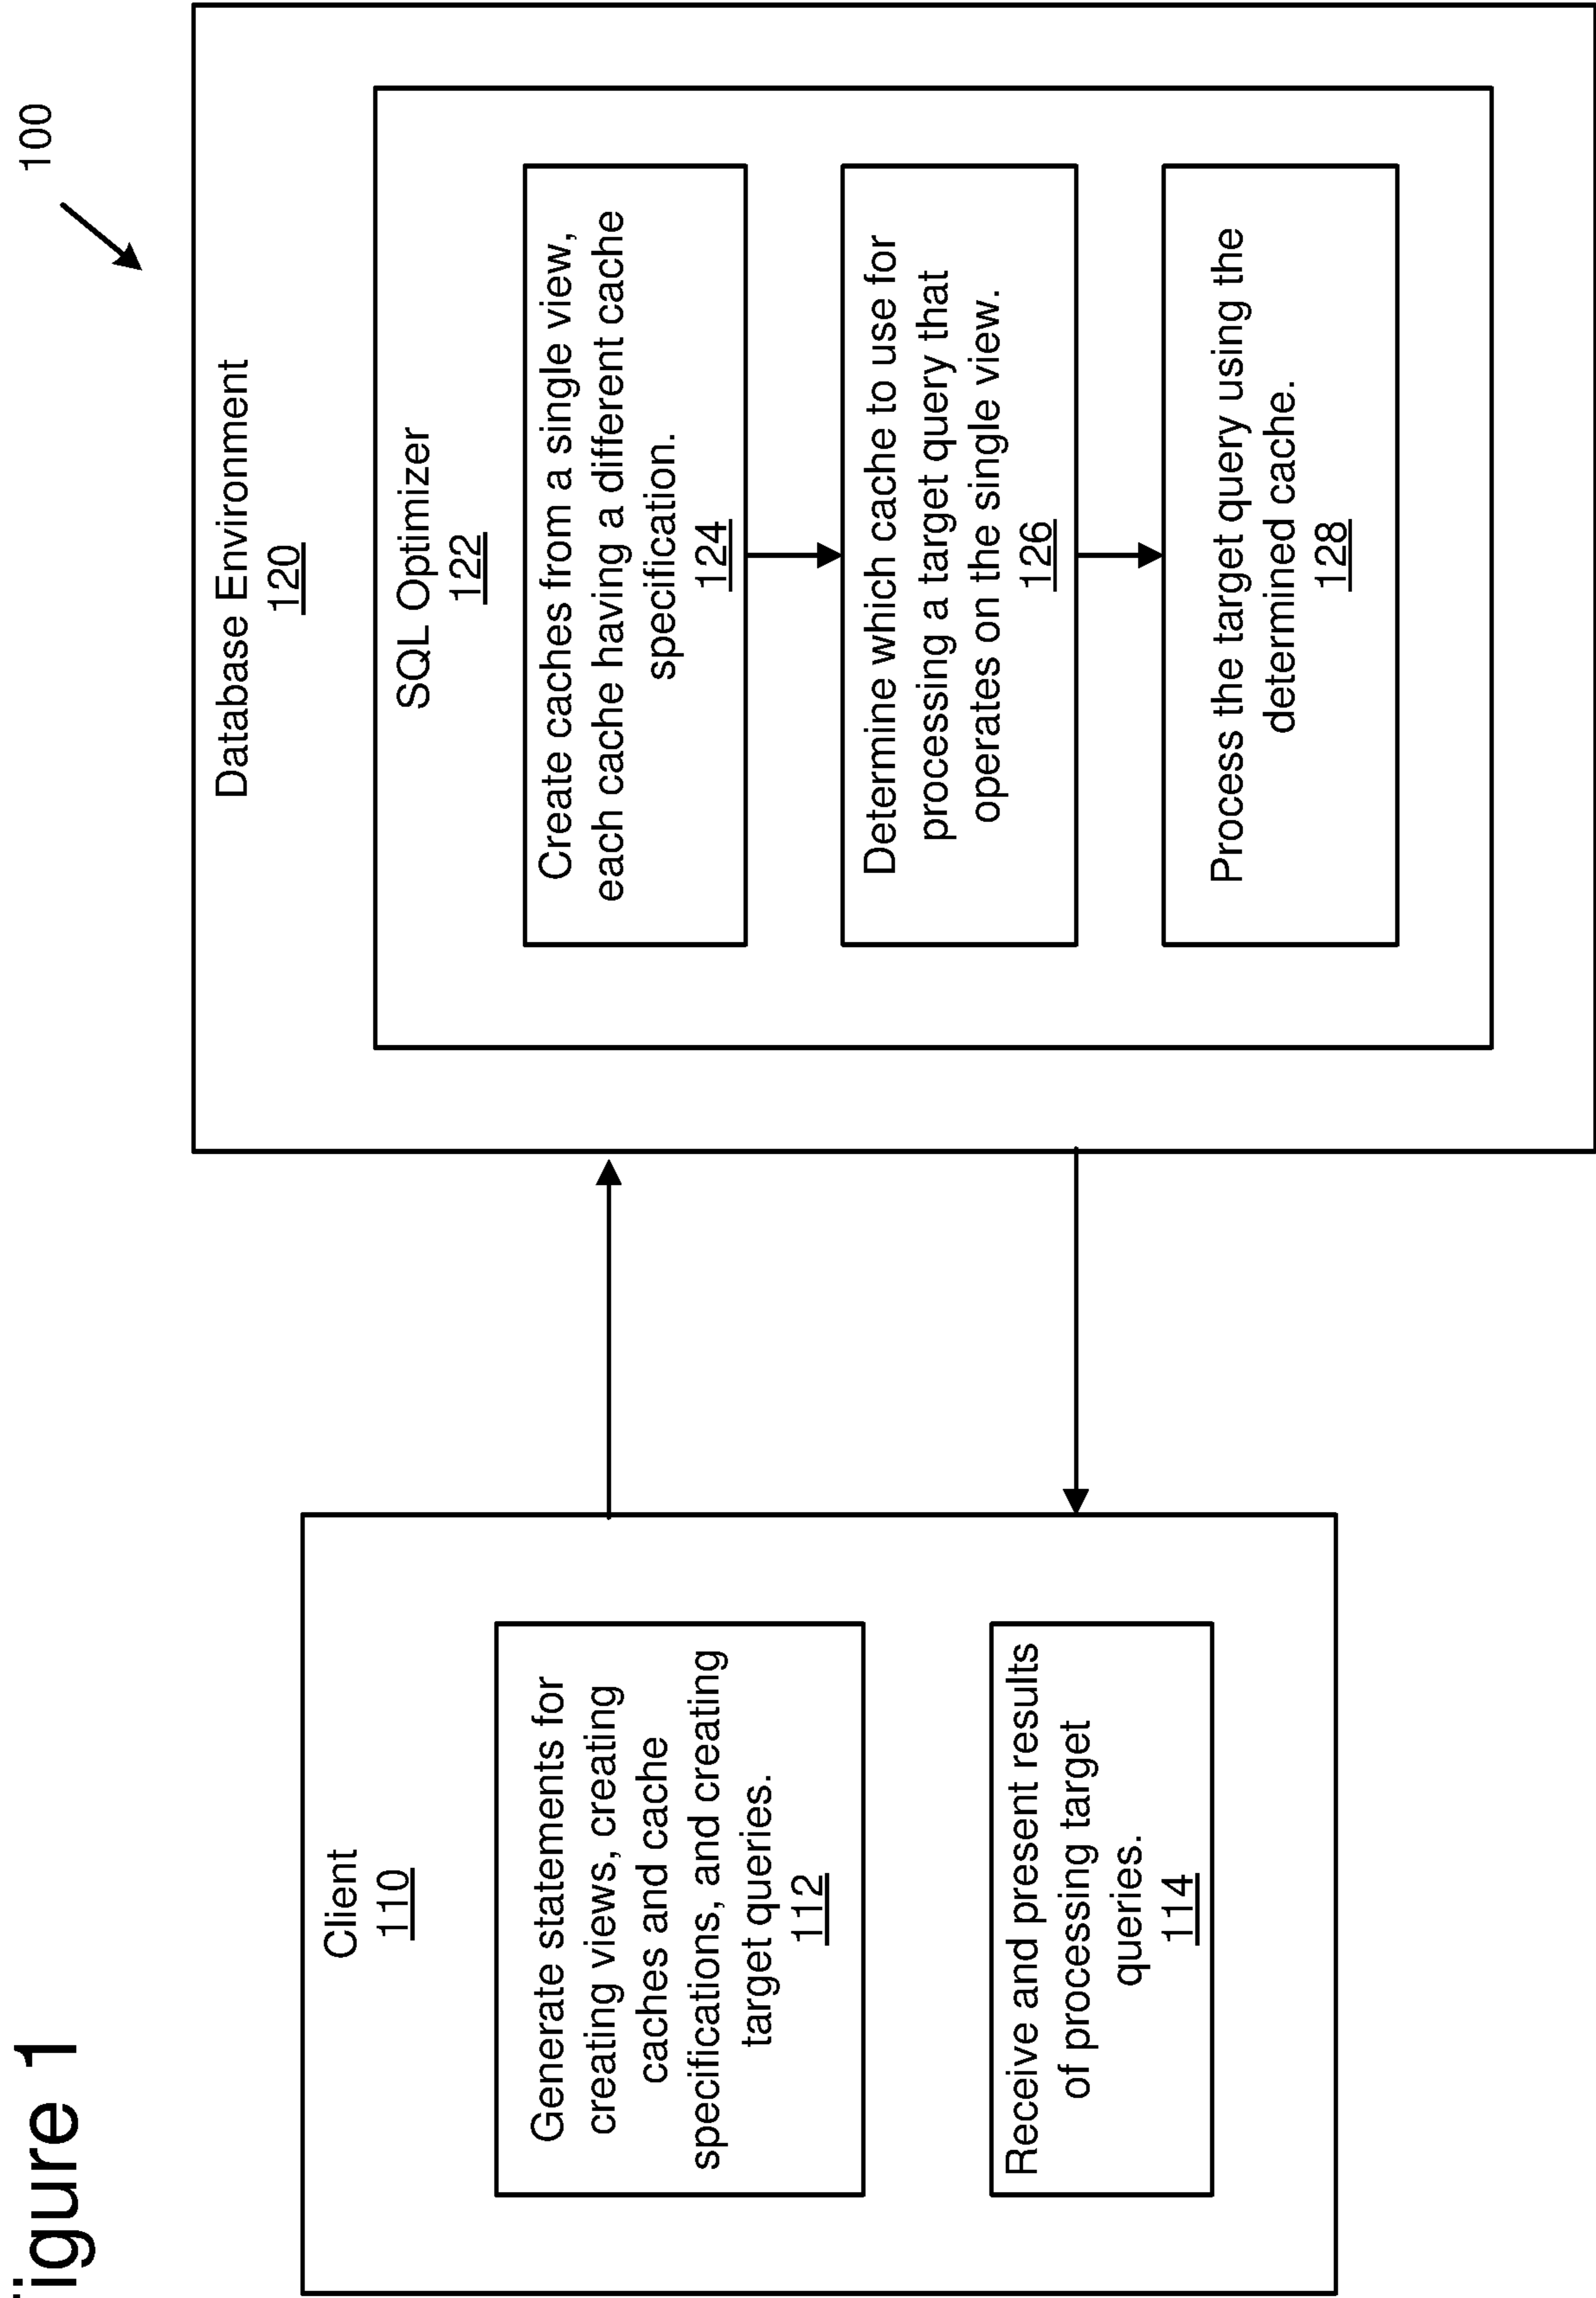 Figure 1
100
Client
110
Generate statements for
creating views, creating
caches and cache
specifications, and creating
target queries.
112
Receive and present results
of processing target
queries.
114
Database Environment
120
SQL Optimizer
122
Create caches from a single view,
each cache having a different cache
specification.
124
Determine which cache to use for
processing a target query that
operates on the single view.
126
Process the target query using the
determined cache.
128